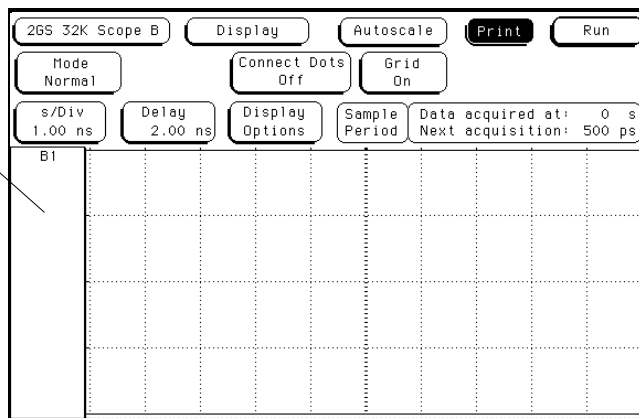 2GS 32K Scope B Display Autoscale Print Run
Mode Normal Connect Dots Off Grid On
s/Div 1.00 ns Delay 2.00 ns Display Options Sample Period Data acquired at: 0 s
Next acquisition: 500 ps
B1